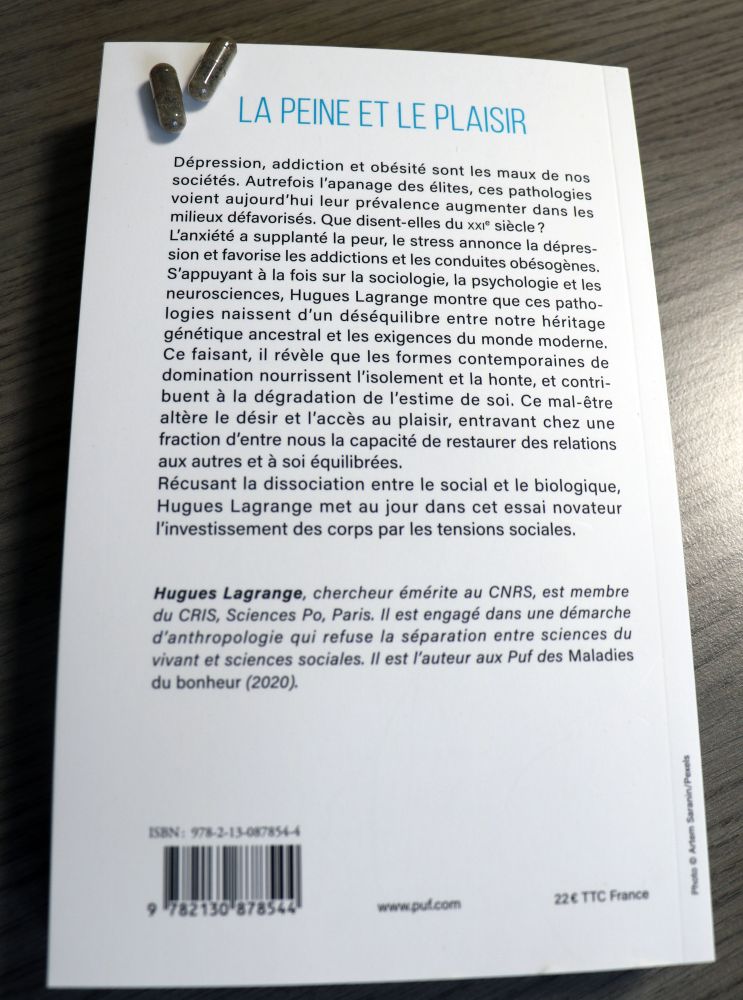 LA PEINE ET LE PLAISIR
Dépression, addiction et obésité sont les maux de nos
sociétés. Autrefois l'apanage des élites, ces pathologies
voient aujourd'hui leur prévalence augmenter dans les
milieux défavorisés. Que disent-elles du XXIe siècle ?
L'anxiété a supplanté la peur, le stress annonce la dépres-
sion et favorise les addictions et les conduites obésogènes.
S'appuyant à la fois sur la sociologie, la psychologie et les
neurosciences, Hugues Lagrange montre que ces patho-
logies naissent d'un déséquilibre entre notre héritage
génétique ancestral et les exigences du monde moderne.
Ce faisant, il révèle que les formes contemporaines de
domination nourrissent l'isolement et la honte, et contri-
buent à la dégradation de l'estime de soi. Ce mal-être
altère le désir et l'accès au plaisir, entravant chez une
fraction d'entre nous la capacité de restaurer des relations
aux autres et à soi équilibrées.
Récusant la dissociation entre le social et le biologique,
Hugues Lagrange met au jour dans cet essai novateur
l'investissement des corps par les tensions sociales.
Hugues Lagrange, chercheur émérite au CNRS, est membre
du CRIS, Sciences Po, Paris. Il est engagé dans une démarche
d'anthropologie qui refuse la séparation entre sciences du
vivant et sciences sociales. Il est l'auteur aux Puf des Maladies
du bonheur (2020).
Photo © Artem Saranin/Pexels
ISBN : 978-2-13-087854-4
9 782130 878544
www.puf.com
22 € TTC France